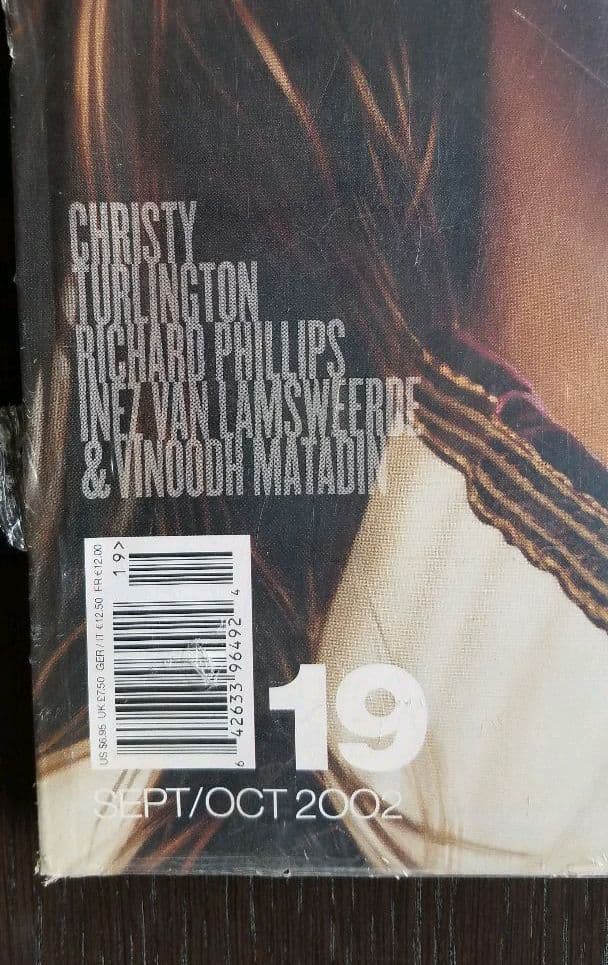 CHRISTY
TURLINGTON
RICHARD PHILLIPS
INEZ VAN LAMSWEERDE
& VINOODH MATADIN
19>
US $6.95 UK £7.50 GER / IT €12.50 FR €12.00
6 42633 96492 4
19
SEPT/OCT 2002